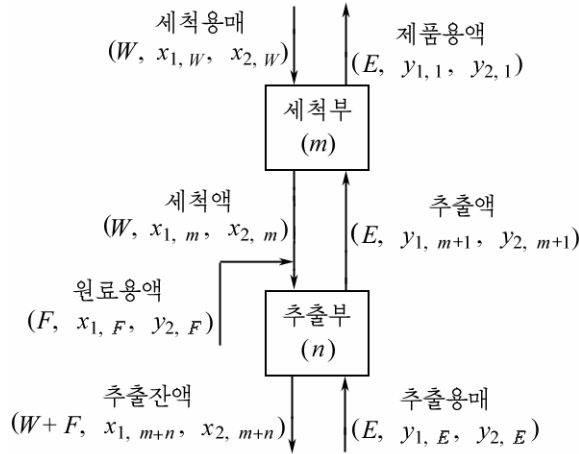 세척용매
(W, x₁,W, x₂,W)
제품용액
(E, y₁,₁, y₂,₁)
세척부
(m)
세척액
(W, x₁,m, x₂,m)
추출액
(E, y₁,m+1, y₂,m+1)
원료용액
(F, x₁,F, y₂,F)
추출부
(n)
추출잔액
(W+F, x₁,m+n, x₂,m+n)
추출용매
(E, y₁,E, y₂,E)